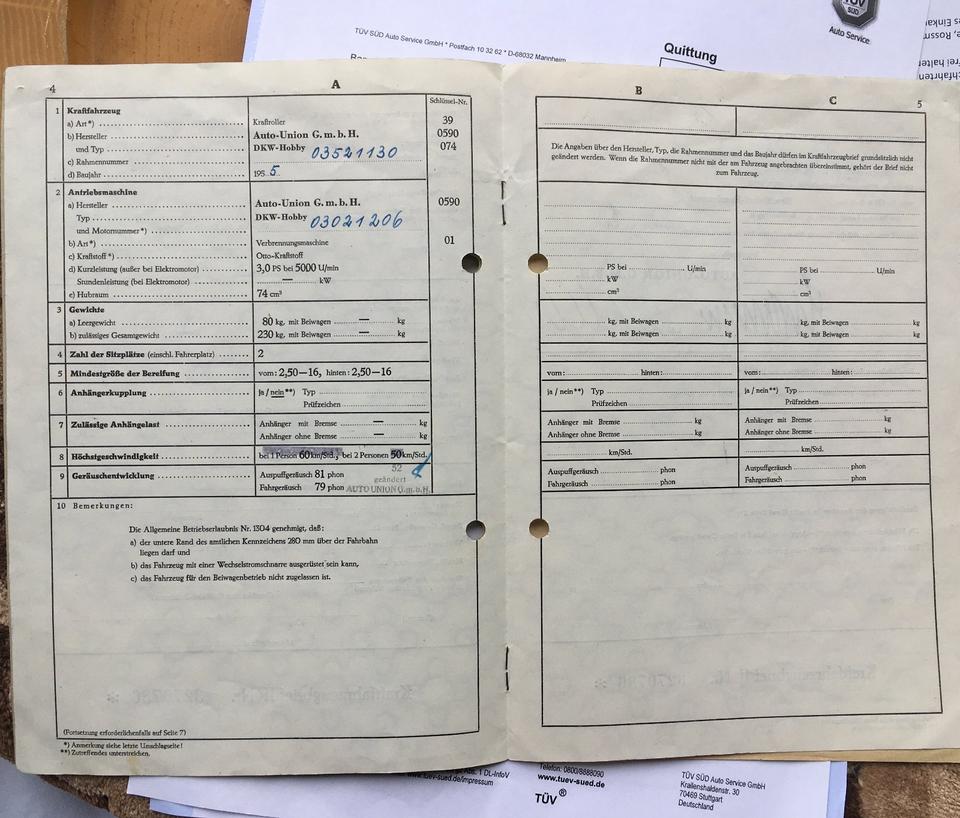 TÜV SÜD
Auto Service
TÜV SÜD Auto Service GmbH * Postfach 10 32 62 * D-68032 Mannheim
Quittung
4
A
Schlüssel-Nr.
1 Kraftfahrzeug
a) Art*) Kraftroller 39
b) Hersteller Auto-Union G.m.b.H. 0590
und Typ DKW-Hobby 074
c) Rahmennummer 03521130
d) Baujahr 195 5.
2 Antriebsmaschine
a) Hersteller Auto-Union G.m.b.H. 0590
Typ DKW-Hobby
und Motornummer*) 03021206
b) Art*) Verbrennungsmaschine 01
c) Kraftstoff*) Otto-Kraftstoff
d) Kurzleistung (außer bei Elektromotor) 3,0 PS bei 5000 U/min
Stundenleistung (bei Elektromotor) — kW
e) Hubraum 74 cm³
3 Gewichte
a) Leergewicht 80 kg, mit Beiwagen — kg
b) zulässiges Gesamtgewicht 230 kg, mit Beiwagen — kg
4 Zahl der Sitzplätze (einschl. Fahrerplatz) 2
5 Mindestgröße der Bereifung vorn: 2,50—16, hinten: 2,50—16
6 Anhängerkupplung ja / nein**) Typ
Prüfzeichen
7 Zulässige Anhängelast Anhänger mit Bremse — kg
Anhänger ohne Bremse — kg
8 Höchstgeschwindigkeit bei 1 Person 60 km/Std., bei 2 Personen 50 km/Std.
52
9 Geräuschentwicklung Auspuffgeräusch 81 phon
geändert
Fahrgeräusch 79 phon AUTO UNION G.m.b.H.
10 Bemerkungen:
Die Allgemeine Betriebserlaubnis Nr. 1304 genehmigt, daß:
a) der untere Rand des amtlichen Kennzeichens 280 mm über der Fahrbahn
liegen darf und
b) das Fahrzeug mit einer Wechselstromschnarre ausgerüstet sein kann,
c) das Fahrzeug für den Beiwagenbetrieb nicht zugelassen ist.
(Fortsetzung erforderlichenfalls auf Seite 7)
*) Anmerkung siehe letzte Umschlagseite!
**) Zutreffendes unterstreichen.
B
C
5
Die Angaben über den Hersteller, Typ, die Rahmennummer und das Baujahr dürfen im Kraftfahrzeugbrief grundsätzlich nicht
geändert werden. Wenn die Rahmennummer nicht mit der am Fahrzeug angebrachten übereinstimmt, gehört der Brief nicht
zum Fahrzeug.
PS bei U/min PS bei U/min
kW kW
cm³ cm³
kg, mit Beiwagen kg kg, mit Beiwagen kg
kg, mit Beiwagen kg kg, mit Beiwagen kg
vorn: hinten: vorn: hinten:
ja / nein**) Typ ja / nein**) Typ
Prüfzeichen Prüfzeichen
Anhänger mit Bremse kg Anhänger mit Bremse kg
Anhänger ohne Bremse kg Anhänger ohne Bremse kg
km/Std. km/Std.
Auspuffgeräusch phon Auspuffgeräusch phon
Fahrgeräusch phon Fahrgeräusch phon
1 DL-InfoV
www.tuev-sued.de/impressum
Telefon: 0800/8888090
www.tuev-sued.de
TÜV®
TÜV SÜD Auto Service GmbH
Krailenshaldenstr. 30
70469 Stuttgart
Deutschland